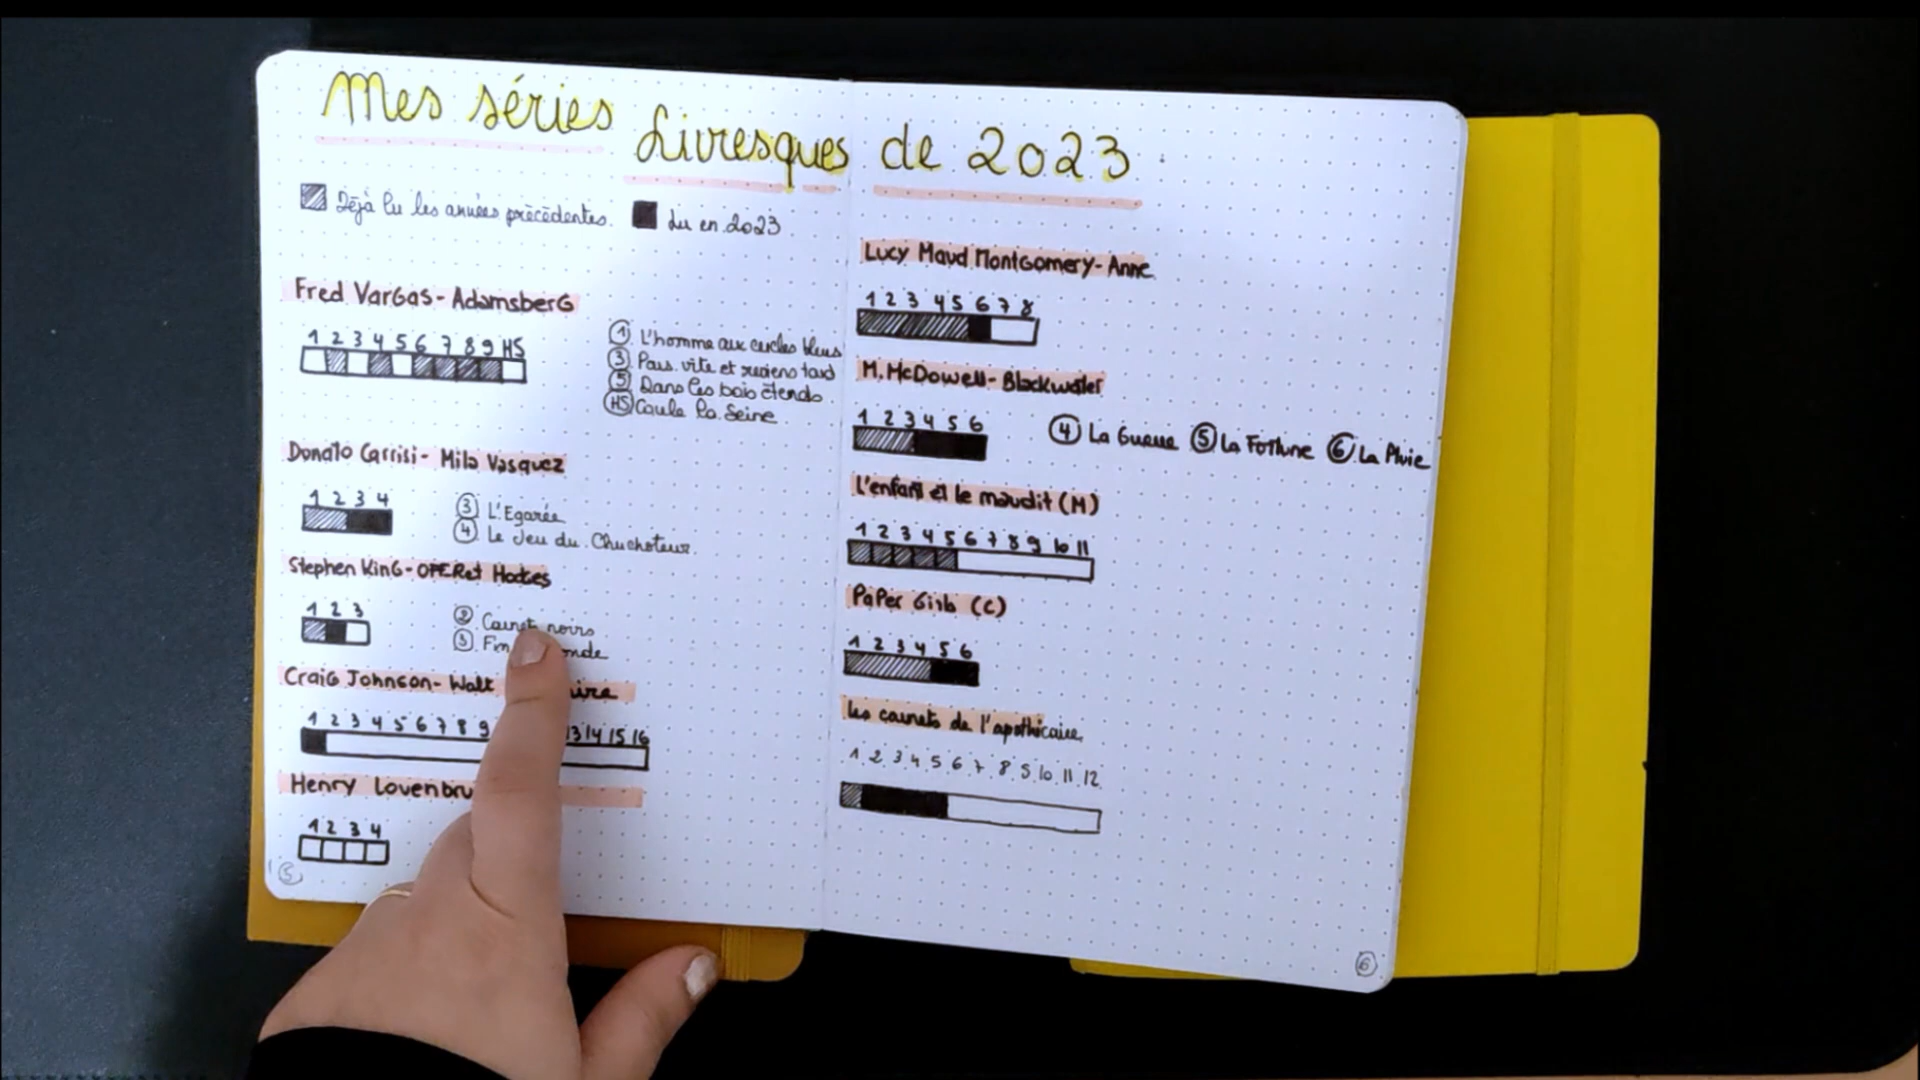 Mes séries Livresques de 2023
Déjà lu les années précédentes.
Lu en 2023
Fred Vargas - Adamsberg
1 2 3 4 5 6 7 8 9 HS
① L'homme aux cercles bleus
③ Pars vite et reviens tard
⑤ Dans les bois éternels
HS Coule la Seine
Donato Carrisi - Mila Vasquez
1 2 3 4
③ L'Egarée
④ Le Jeu du Chuchoteur
Stephen King - Hodges
1 2 3
② Carnets noirs
③ Fin
Craig Johnson - Walt
1 2 3 4 5 6 7 8 9 13 14 15 16
Henry
1 2 3 4
5
Lucy Maud Montgomery - Anne
1 2 3 4 5 6 7 8
M. McDowell - Blackwater
1 2 3 4 5 6
④ La Guerre ⑤ La Fortune ⑥ La Pluie
L'enfant et le maudit (M)
1 2 3 4 5 6 7 8 9 10 11
Paper Girls (C)
1 2 3 4 5 6
Les carnets de l'apothicaire
1 2 3 4 5 6 7 8 9 10 11 12
6